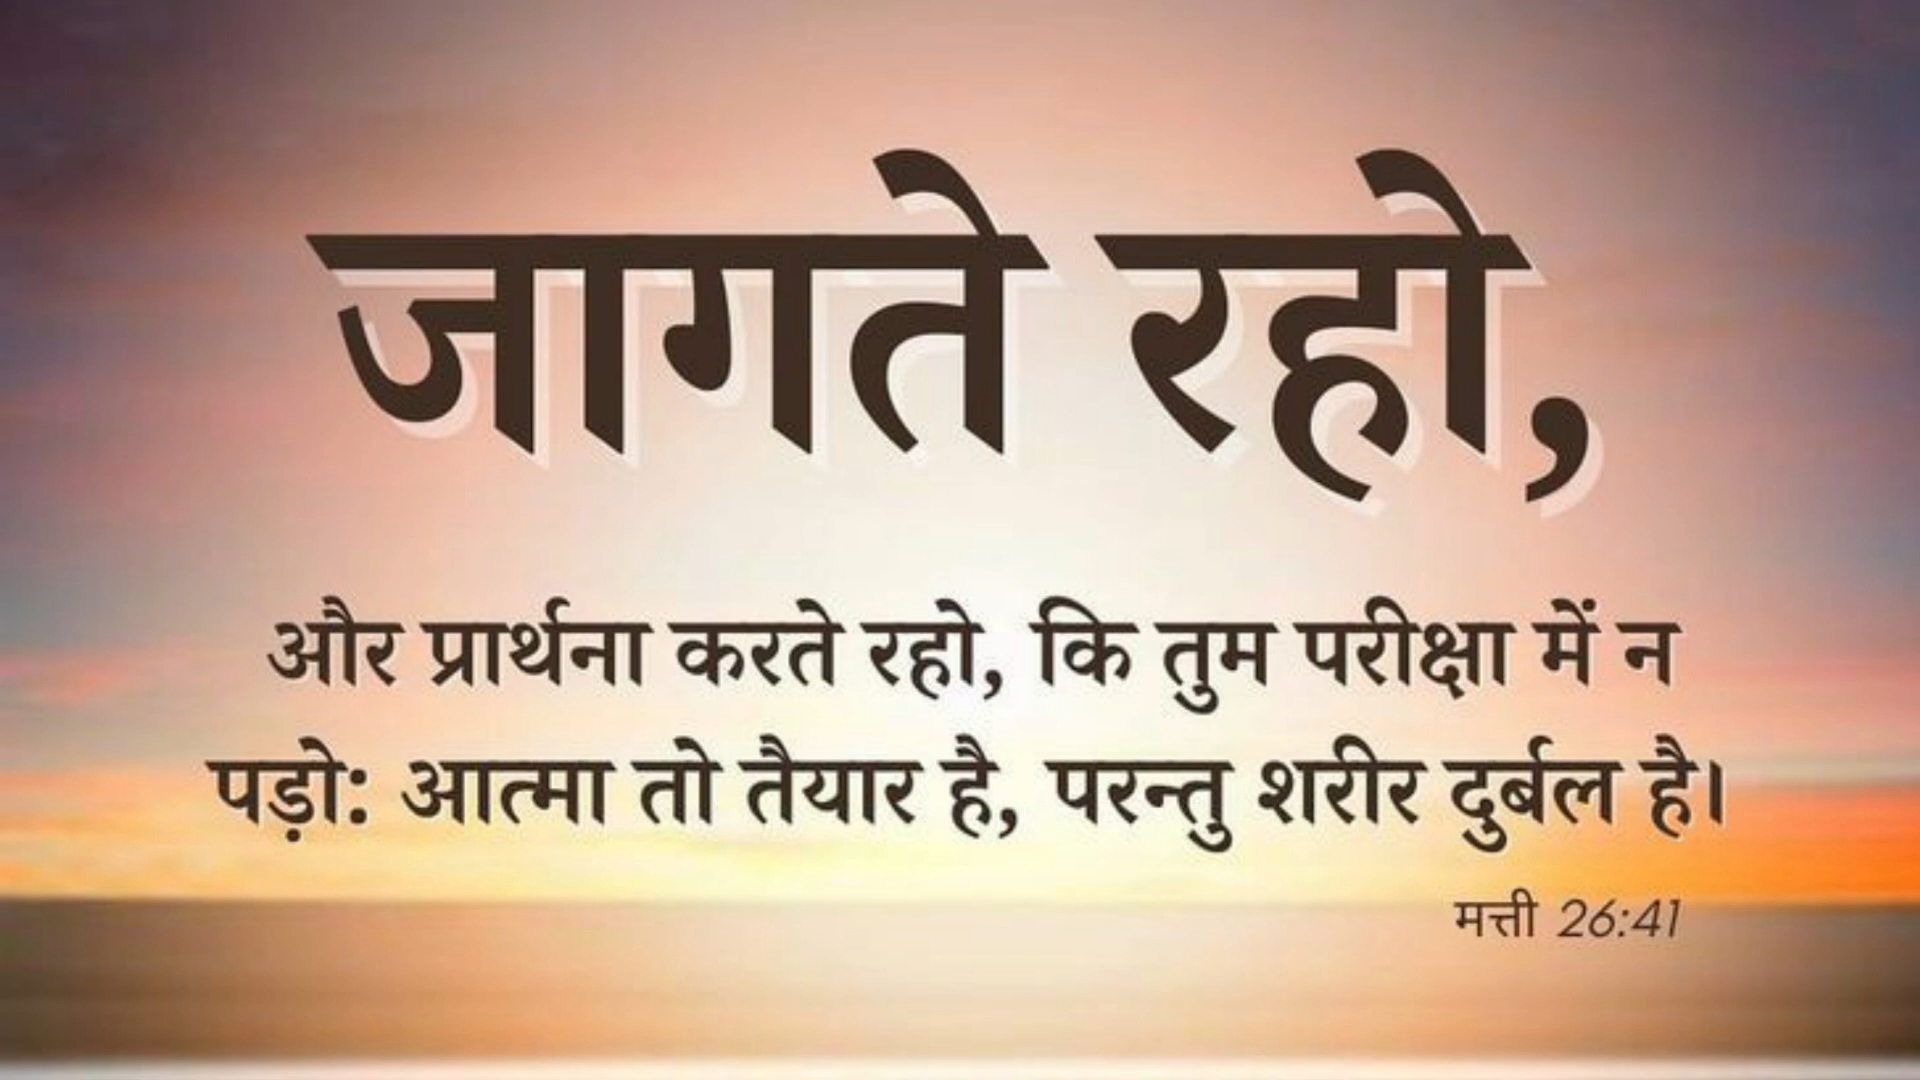 जागते रहो,
और प्रार्थना करते रहो, कि तुम परीक्षा में न
पड़ो: आत्मा तो तैयार है, परन्तु शरीर दुर्बल है।
मत्ती 26:41